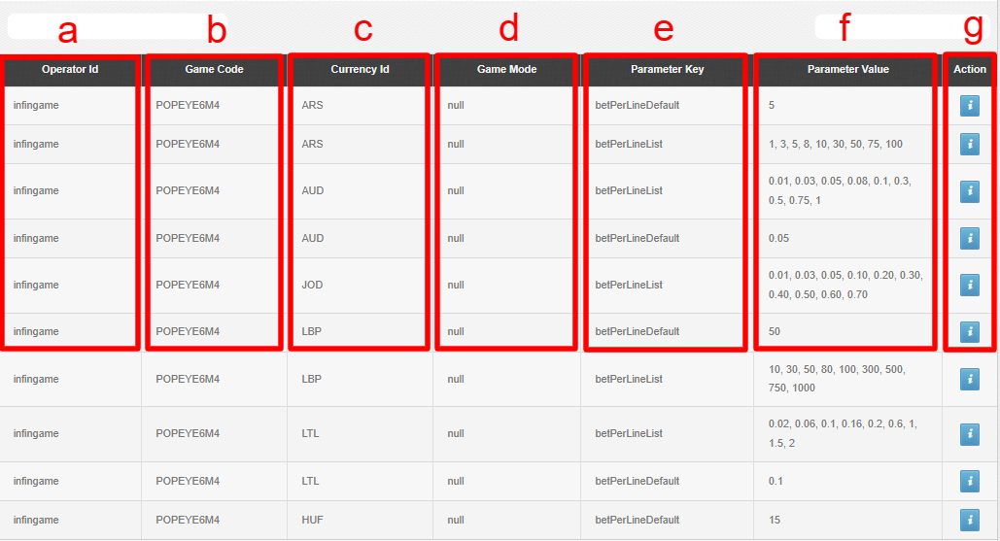 a b c d e f g
Operator Id Game Code Currency Id Game Mode Parameter Key Parameter Value Action
infingame POPEYE6M4 ARS null betPerLineDefault 5 i
infingame POPEYE6M4 ARS null betPerLineList 1, 3, 5, 8, 10, 30, 50, 75, 100 i
infingame POPEYE6M4 AUD null betPerLineList 0.01, 0.03, 0.05, 0.08, 0.1, 0.3, i
0.5, 0.75, 1
infingame POPEYE6M4 AUD null betPerLineDefault 0.05 i
infingame POPEYE6M4 JOD null betPerLineList 0.01, 0.03, 0.05, 0.10, 0.20, 0.30, i
0.40, 0.50, 0.60, 0.70
infingame POPEYE6M4 LBP null betPerLineDefault 50 i
infingame POPEYE6M4 LBP null betPerLineList 10, 30, 50, 80, 100, 300, 500, i
750, 1000
infingame POPEYE6M4 LTL null betPerLineList 0.02, 0.06, 0.1, 0.16, 0.2, 0.6, 1, i
1.5, 2
infingame POPEYE6M4 LTL null betPerLineDefault 0.1 i
infingame POPEYE6M4 HUF null betPerLineDefault 15 i